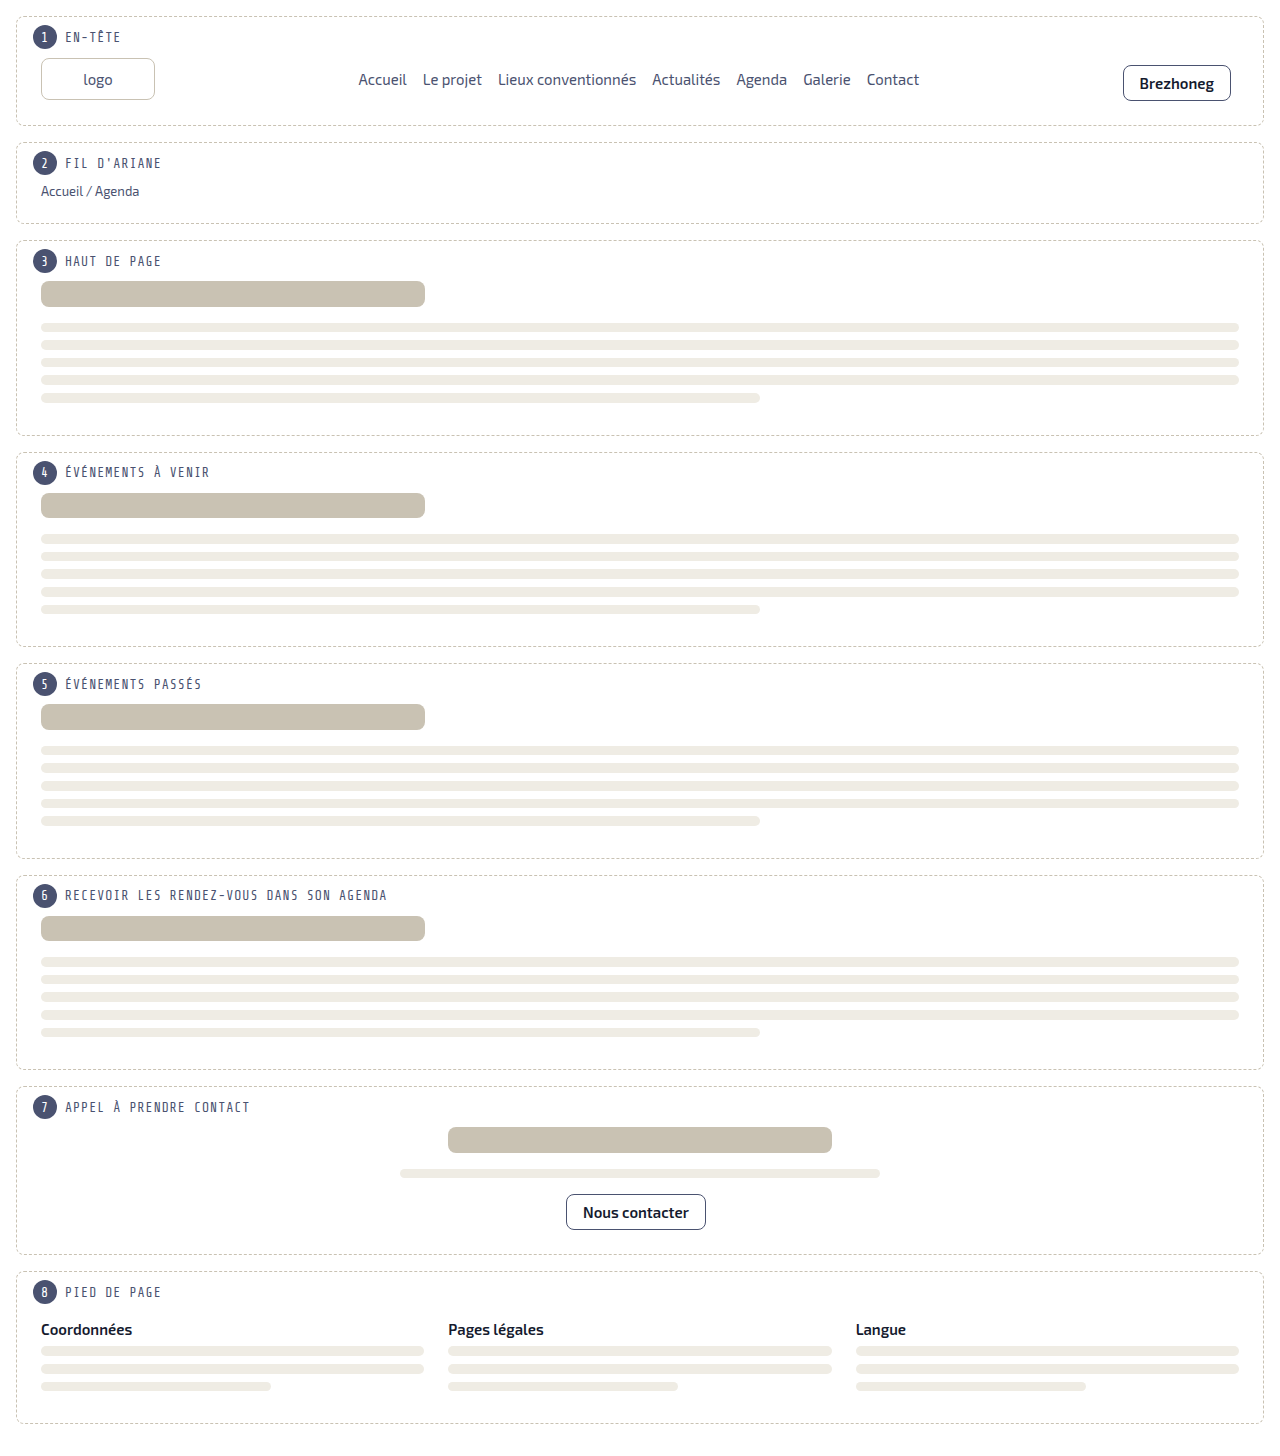 1 EN-TÊTE
logo
Accueil Le projet Lieux conventionnés Actualités Agenda Galerie Contact
Brezhoneg
2 FIL D'ARIANE
Accueil / Agenda
3 HAUT DE PAGE
4 ÉVÉNEMENTS À VENIR
5 ÉVÉNEMENTS PASSÉS
6 RECEVOIR LES RENDEZ-VOUS DANS SON AGENDA
7 APPEL À PRENDRE CONTACT
Nous contacter
8 PIED DE PAGE
Coordonnées Pages légales Langue